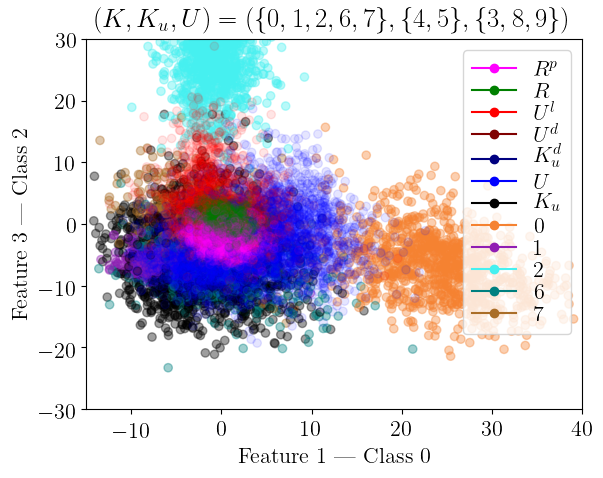 (K, K_u, U) = ({0, 1, 2, 6, 7}, {4, 5}, {3, 8, 9})
30
20
10
0
−10
−20
−30
Feature 3 — Class 2
R^p
R
U^l
U^d
K_u^d
U
K_u
0
1
2
6
7
−10
0
10
20
30
40
Feature 1 — Class 0